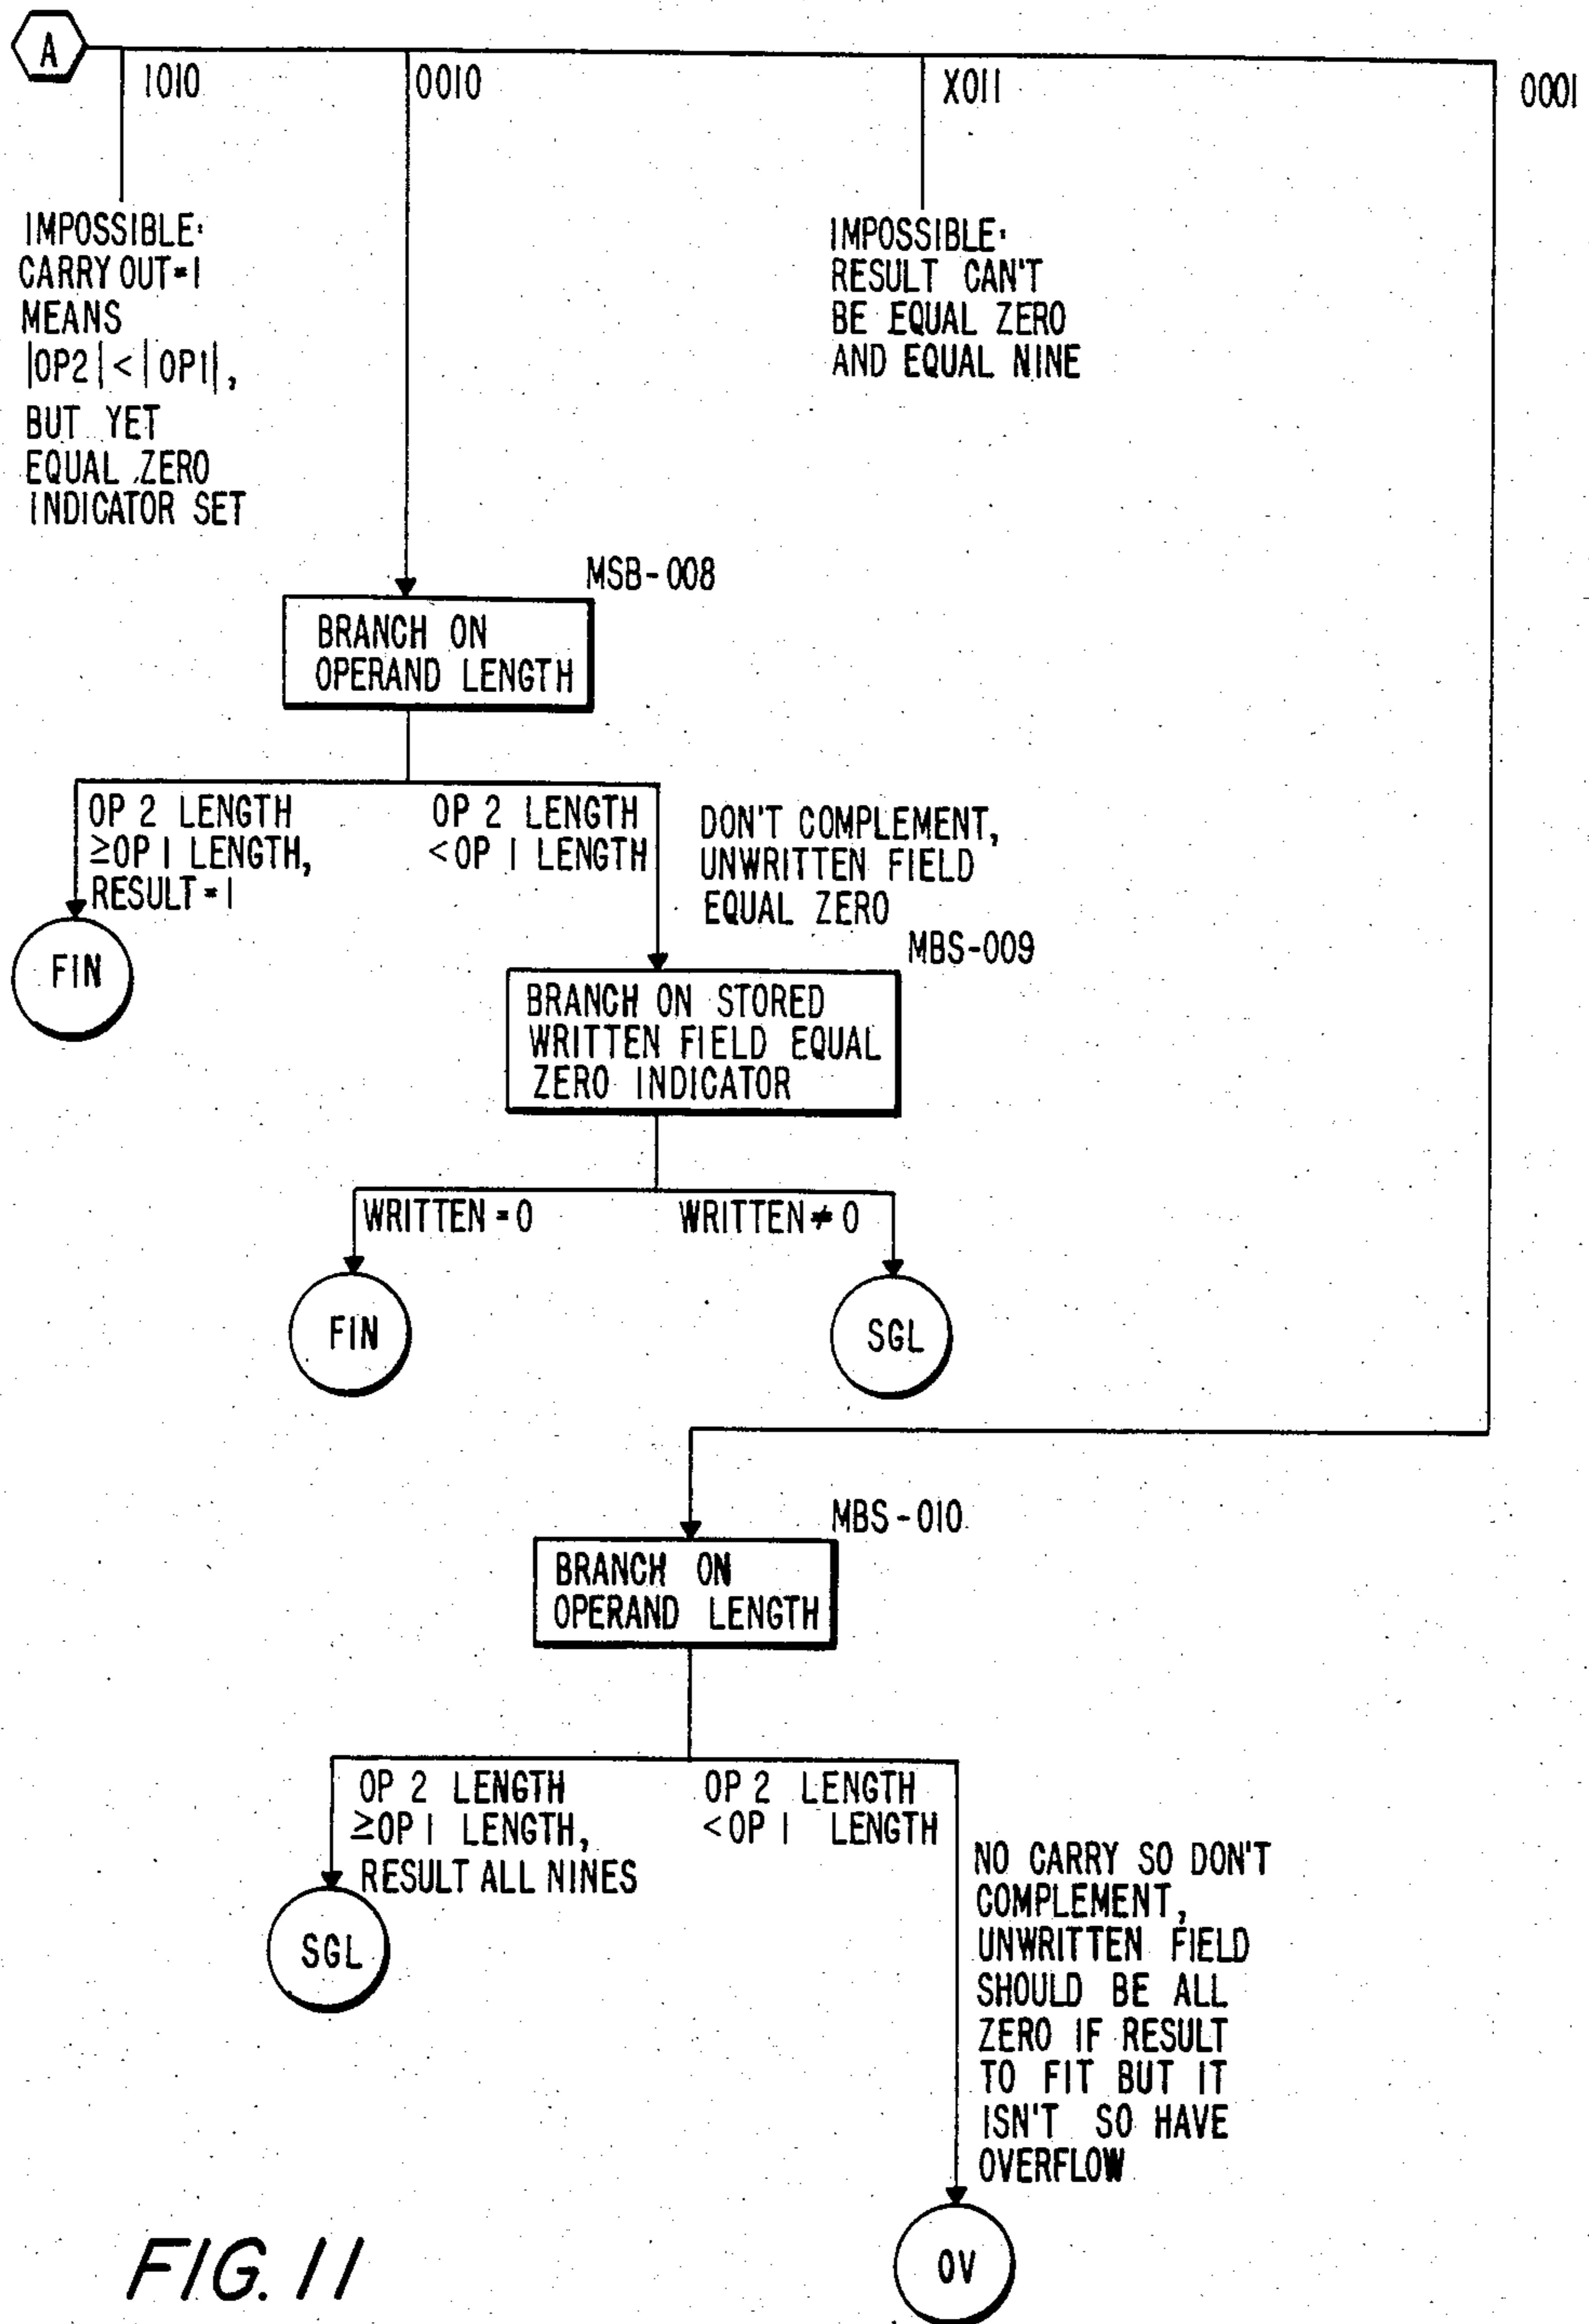 A
1010
0010
X011
0001
IMPOSSIBLE:
CARRY OUT=1
MEANS
|OP2| < |OP1|,
BUT YET
EQUAL ZERO
INDICATOR SET
IMPOSSIBLE:
RESULT CAN'T
BE EQUAL ZERO
AND EQUAL NINE
MSB-008
BRANCH ON
OPERAND LENGTH
OP 2 LENGTH
≥OP 1 LENGTH,
RESULT=1
OP 2 LENGTH
<OP 1 LENGTH
DON'T COMPLEMENT,
UNWRITTEN FIELD
EQUAL ZERO
FIN
MBS-009
BRANCH ON STORED
WRITTEN FIELD EQUAL
ZERO INDICATOR
WRITTEN=0
WRITTEN≠0
FIN
SGL
MBS-010
BRANCH ON
OPERAND LENGTH
OP 2 LENGTH
≥OP 1 LENGTH,
RESULT ALL NINES
OP 2 LENGTH
<OP 1 LENGTH
NO CARRY SO DON'T
COMPLEMENT,
UNWRITTEN FIELD
SHOULD BE ALL
ZERO IF RESULT
TO FIT BUT IT
ISN'T SO HAVE
OVERFLOW
SGL
OV
FIG. 11